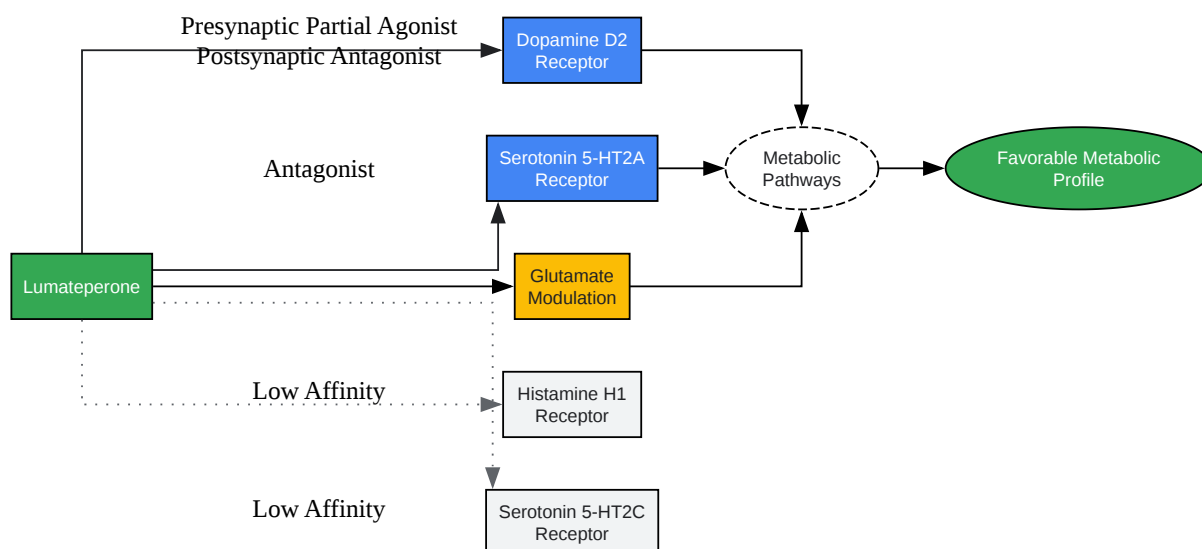 Presynaptic Partial Agonist
Postsynaptic Antagonist
Dopamine D2
Receptor
Antagonist
Serotonin 5-HT2A
Receptor
Metabolic
Pathways
Favorable Metabolic
Profile
Lumateperone
Glutamate
Modulation
Low Affinity
Histamine H1
Receptor
Low Affinity
Serotonin 5-HT2C
Receptor